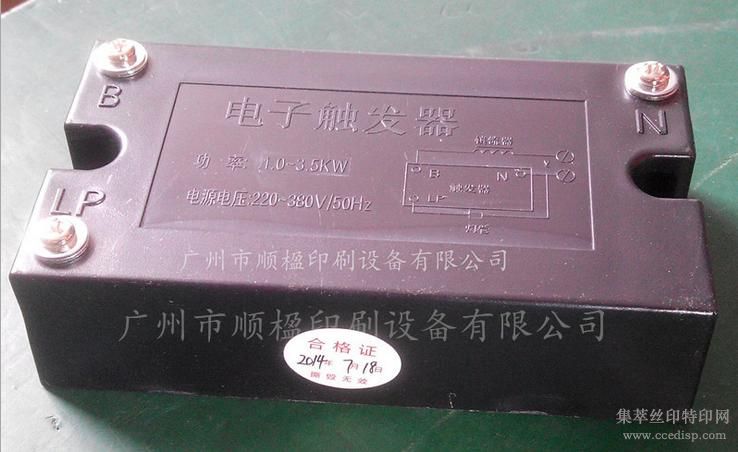 B
N
电子触发器
功 率: 1.0~3.5KW
电源电压:220~380V/50Hz
镇流器
B
N
触发器
LP
灯管
LP
广州市顺楹印刷设备有限公司
广州市顺楹印刷设备有限公司
合格证
2014年7月18日
撕毁无效
集萃丝印特印网
www.ccedisp.com